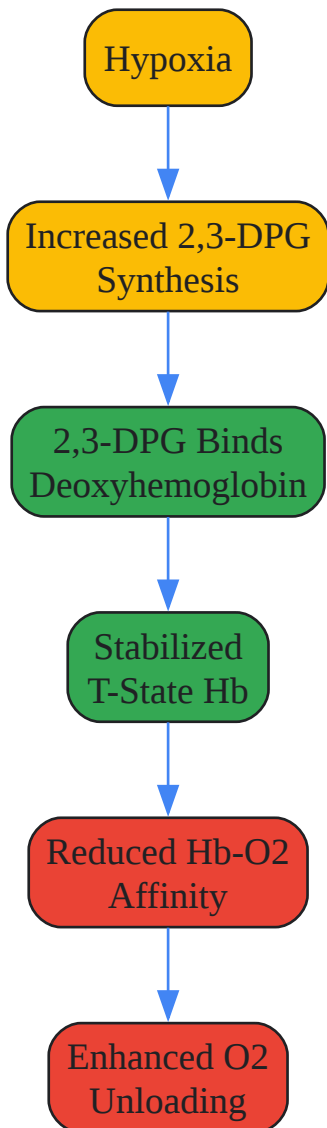 Hypoxia
Increased 2,3-DPG
Synthesis
2,3-DPG Binds
Deoxyhemoglobin
Stabilized
T-State Hb
Reduced Hb-O2
Affinity
Enhanced O2
Unloading